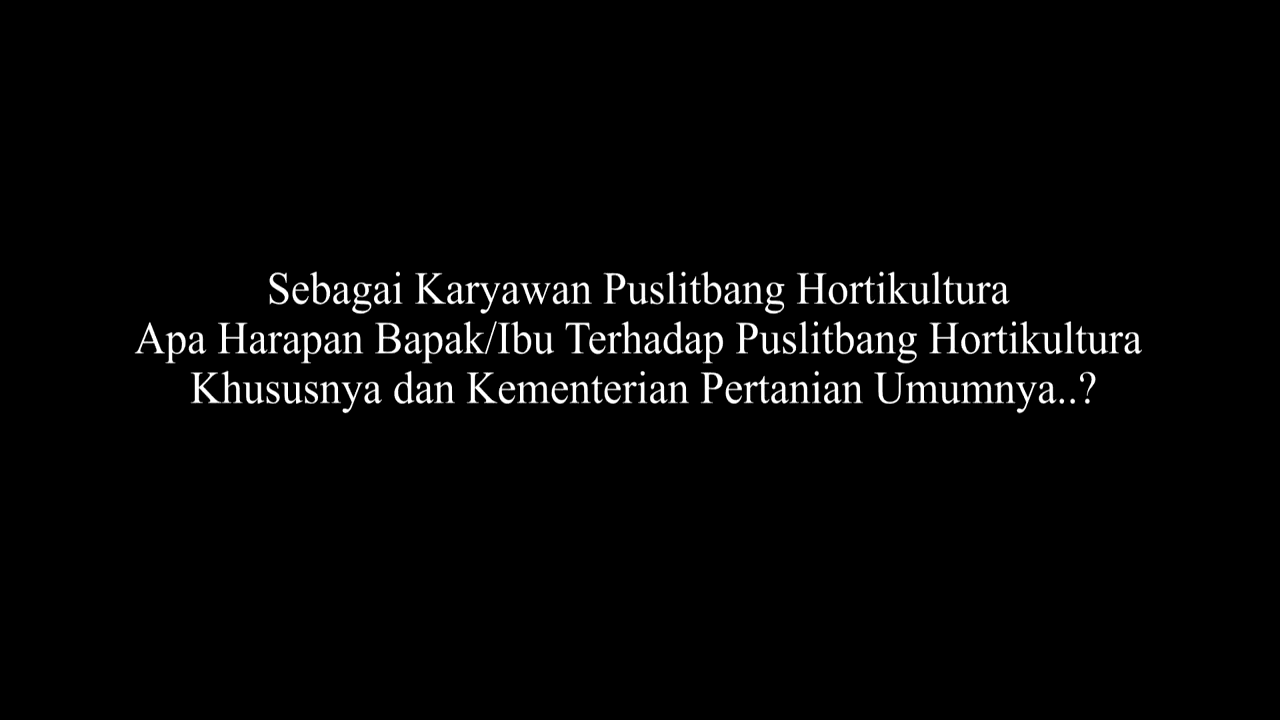 Sebagai Karyawan Puslitbang Hortikultura
Apa Harapan Bapak/Ibu Terhadap Puslitbang Hortikultura
Khususnya dan Kementerian Pertanian Umumnya..?